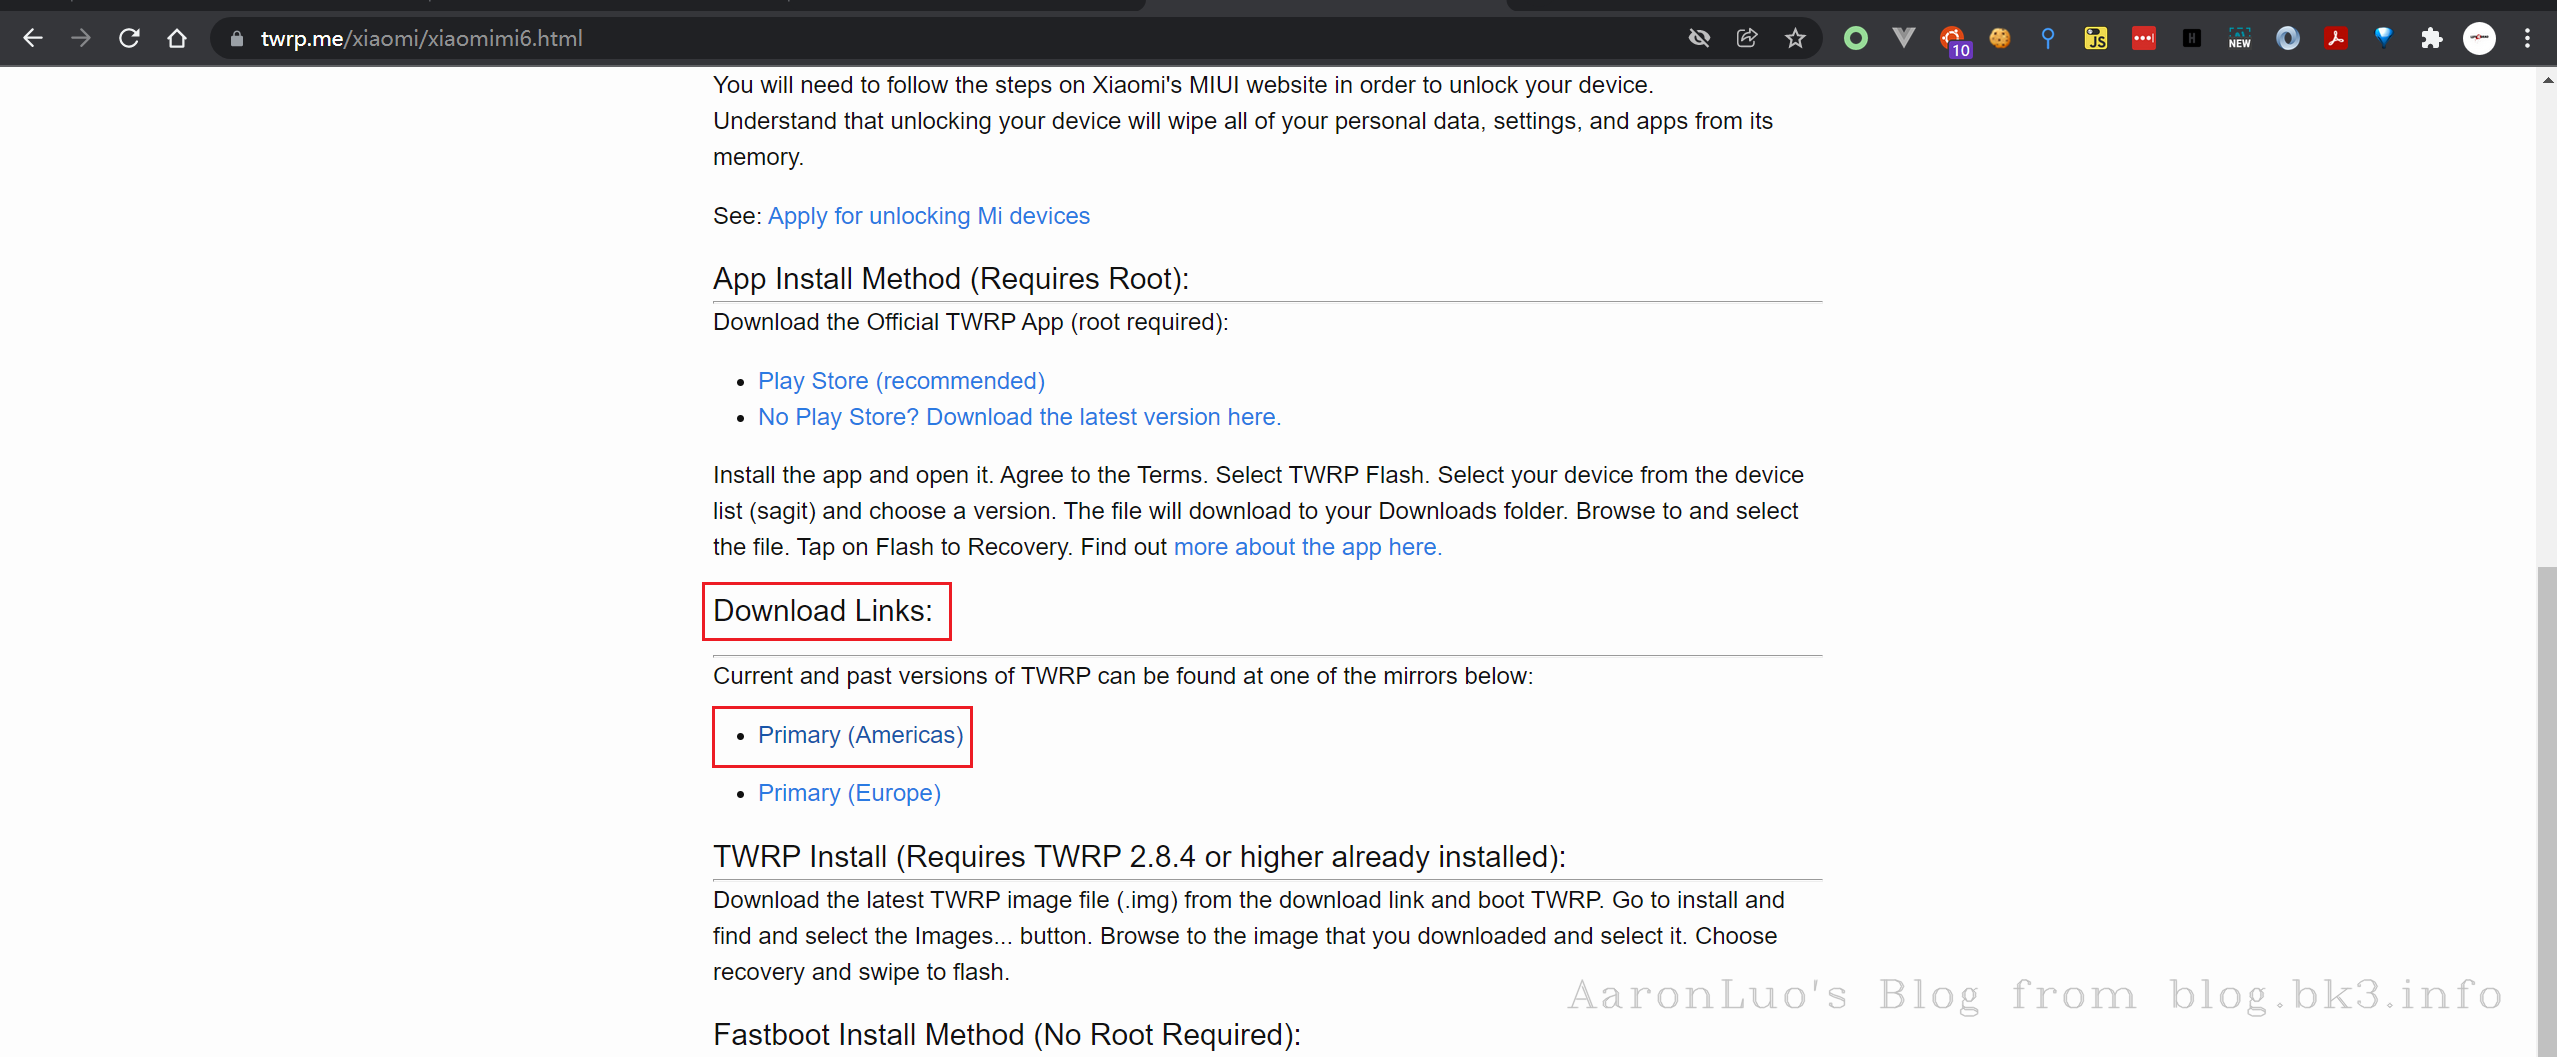 twrp.me/xiaomi/xiaomimi6.html
10
JS
H
NEW
You will need to follow the steps on Xiaomi's MIUI website in order to unlock your device.
Understand that unlocking your device will wipe all of your personal data, settings, and apps from its
memory.
See: Apply for unlocking Mi devices
App Install Method (Requires Root):
Download the Official TWRP App (root required):
• Play Store (recommended)
• No Play Store? Download the latest version here.
Install the app and open it. Agree to the Terms. Select TWRP Flash. Select your device from the device
list (sagit) and choose a version. The file will download to your Downloads folder. Browse to and select
the file. Tap on Flash to Recovery. Find out more about the app here.
Download Links:
Current and past versions of TWRP can be found at one of the mirrors below:
• Primary (Americas)
• Primary (Europe)
TWRP Install (Requires TWRP 2.8.4 or higher already installed):
Download the latest TWRP image file (.img) from the download link and boot TWRP. Go to install and
find and select the Images... button. Browse to the image that you downloaded and select it. Choose
recovery and swipe to flash.
AaronLuo's Blog from blog.bk3.info
Fastboot Install Method (No Root Required):